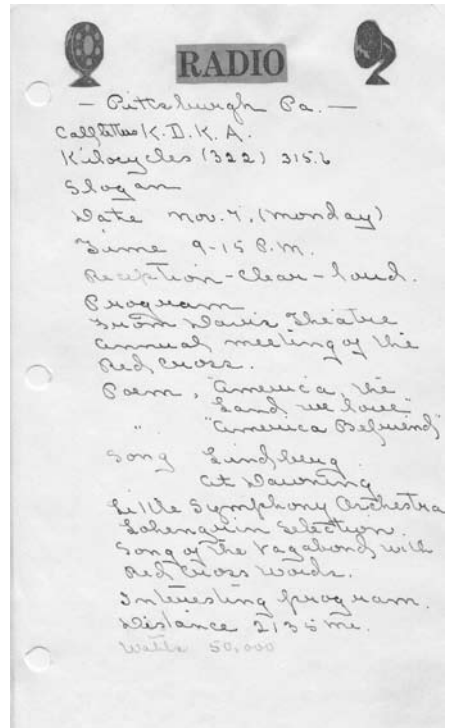 RADIO
— Pittsburgh Pa. —
Call letters K.D.K.A.
Kilocycles (322) 315.6
Slogan
Date Nov. 7, (Monday)
Time 9-15 P.M.
Reception - Clear - loud.
Program
From Davis Theatre
annual meeting of the
Red Cross.
Poem, "America, the
Land we love"
" "America Befriend"
Song Lindberg
At Dawning
Little Symphony Orchestra
Lohengrin Selection.
Song of the Vagabonds with
Red Cross words.
Interesting program.
Distance 2135 mi.
Watts 50,000